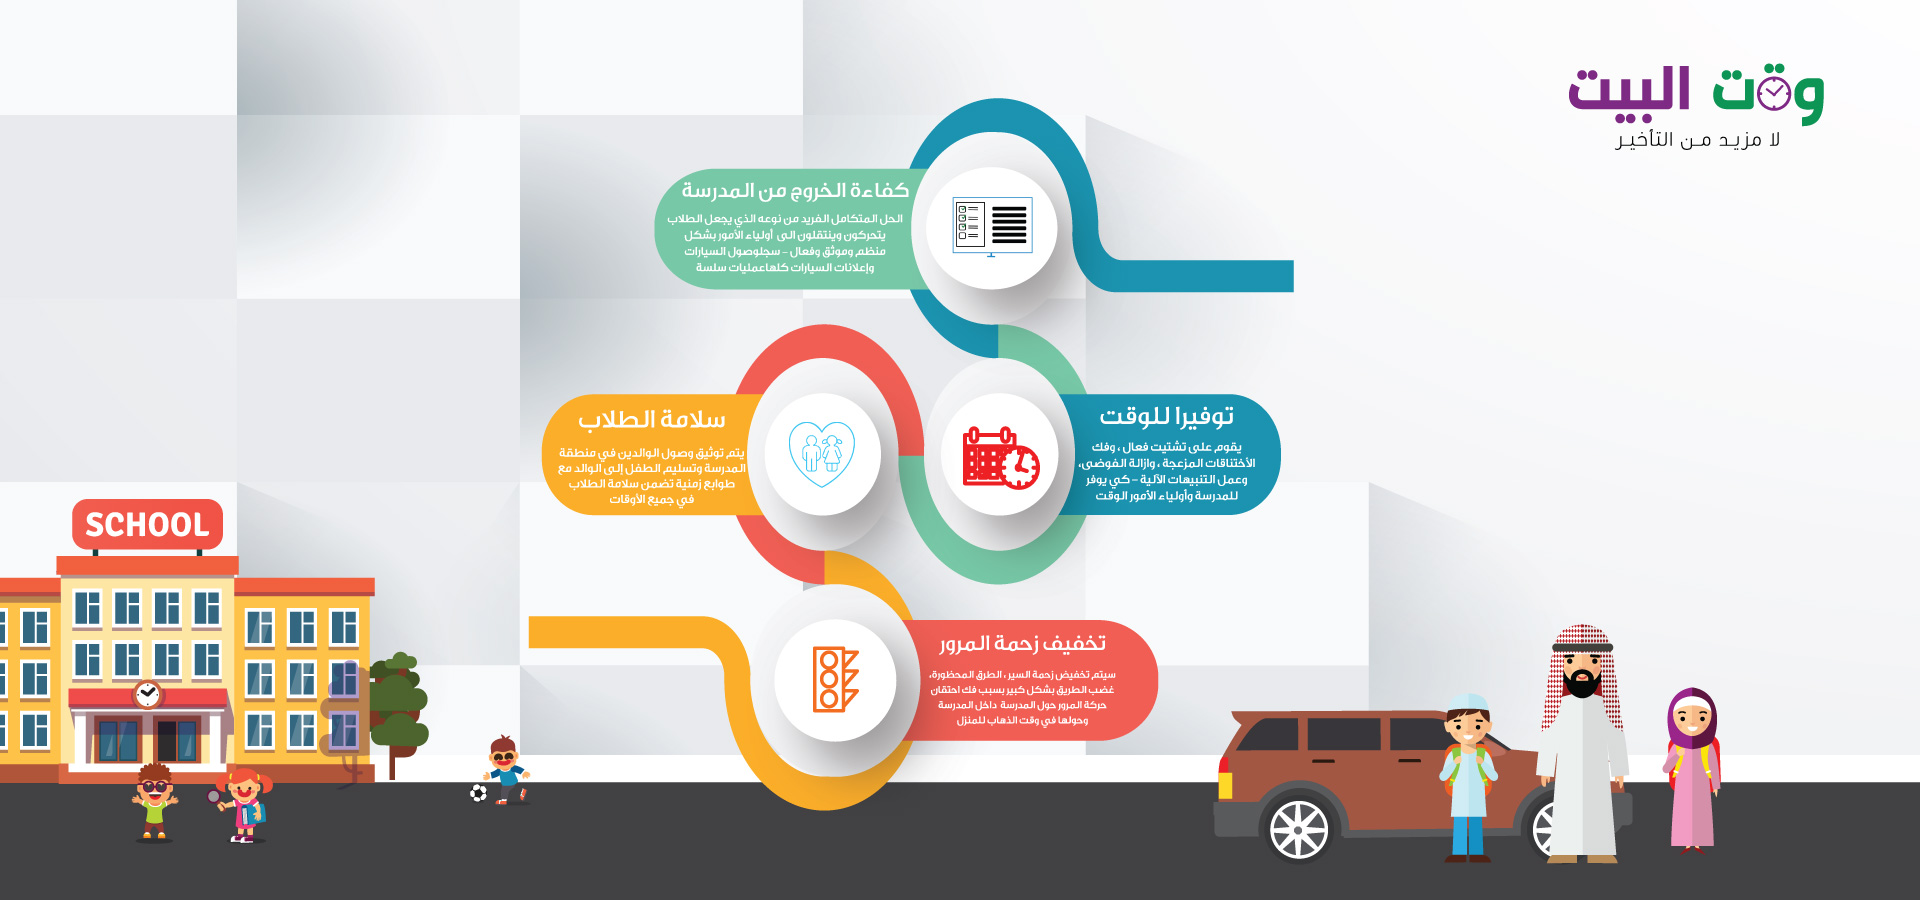 وقت البيت
لا مزيد من التأخير
كفاءة الخروج من المدرسة
الحل المتكامل الفريد من نوعه الذي يجعل الطلاب
يتحركون وينتقلون الى أولياء الأمور بشكل
منظم وموثق وفعال - سجلوصول السيارات
وإعلانات السيارات كلهاعمليات سلسة
توفيرا للوقت
يقوم على تشتيت فعال ، وفك
الأختناقات المزعجة ، وازالة الفوضى،
وعمل التنبيهات الآلية - كي يوفر
للمدرسة وأولياء الأمور الوقت
سلامة الطلاب
يتم توثيق وصول الوالدين في منطقة
المدرسة وتسليم الطفل إلى الوالد مع
طوابع زمنية تضمن سلامة الطلاب
في جميع الأوقات
تخفيف زحمة المرور
سيتم تخفيض زحمة السير ، الطرق المحظورة،
غضب الطريق بشكل كبير بسبب فك احتقان
حركة المرور حول المدرسة داخل المدرسة
وحولها في وقت الذهاب للمنزل
SCHOOL